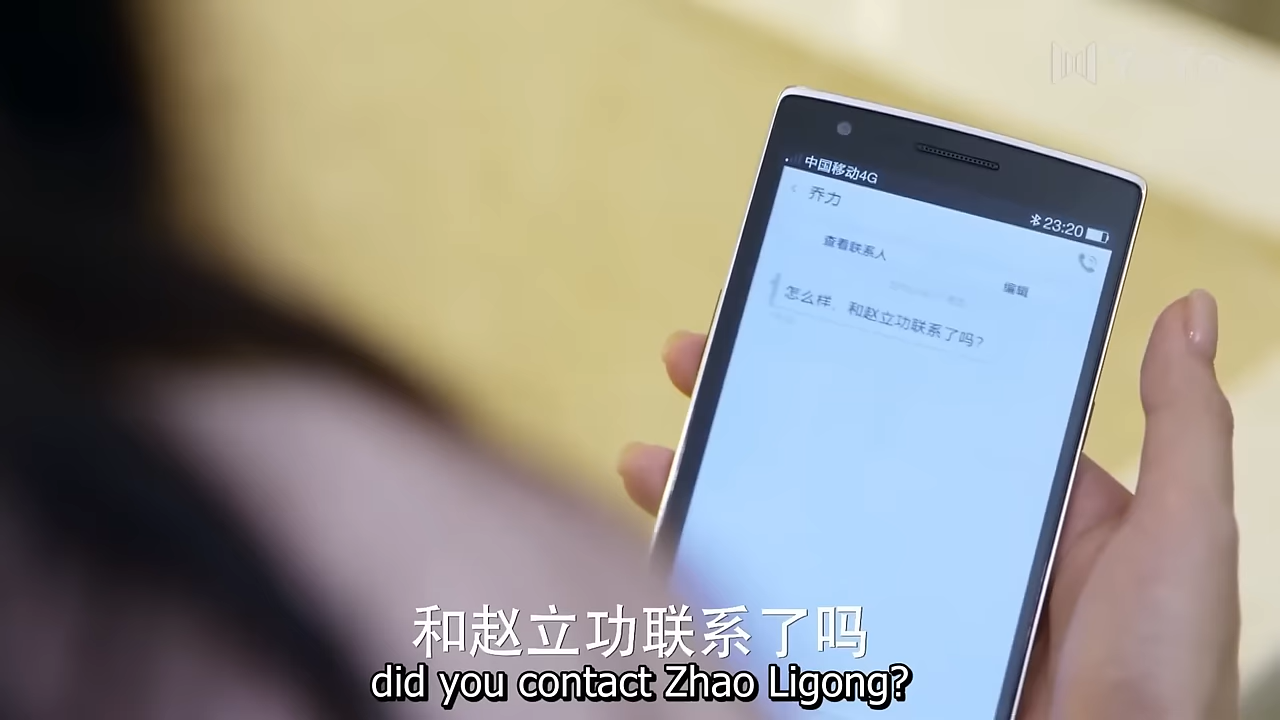 中国移动4G
23:20
乔力
查看联系人
编辑
怎么样，和赵立功联系了吗?
和赵立功联系了吗
did you contact Zhao Ligong?